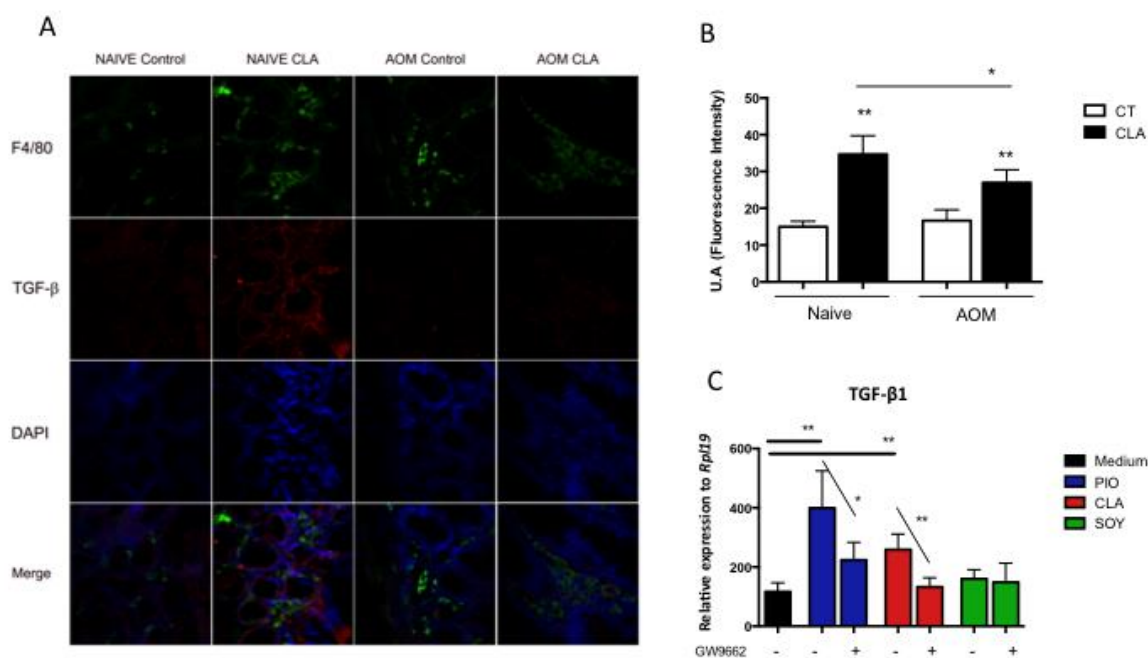 A
NAIVE Control NAIVE CLA AOM Control AOM CLA
F4/80
TGF-β
DAPI
Merge
B
U.A (Fluorescence Intensity)
50
40
30
20
10
0
**
*
**
Naive AOM
CT
CLA
C
TGF-β1
Relative expression to Rpl19
600
400
200
0
**
**
*
**
Medium
PIO
CLA
SOY
GW9662 - - + - + - +